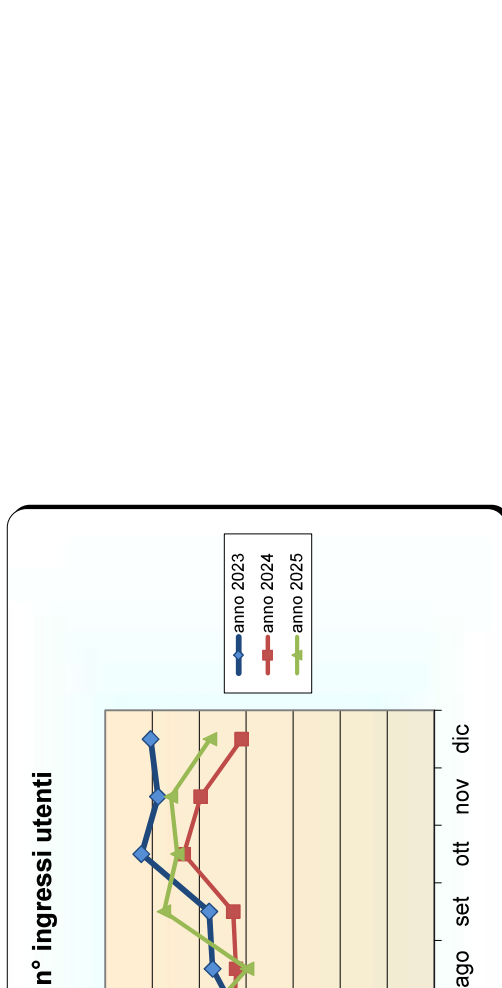 n° ingressi utenti
anno 2023
anno 2024
anno 2025
ago
set
ott
nov
dic